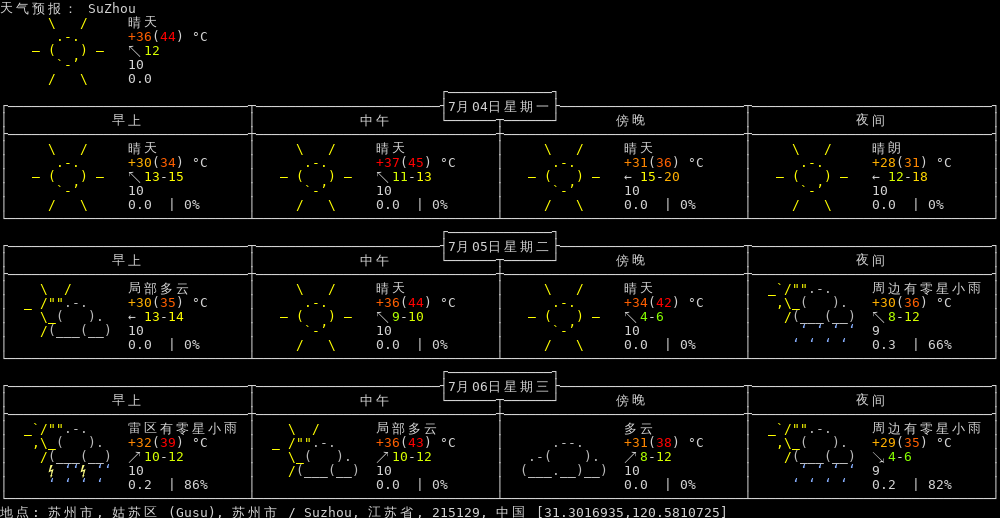 天气预报: SuZhou
晴天
+36(44) °C
↖12
10
0.0
7月04日星期一
早上 中午 傍晚 夜间
晴天 晴天 晴天 晴朗
+30(34) °C +37(45) °C +31(36) °C +28(31) °C
↖13-15 ↖11-13 ← 15-20 ← 12-18
10 10 10 10
0.0 | 0% 0.0 | 0% 0.0 | 0% 0.0 | 0%
7月05日星期二
早上 中午 傍晚 夜间
局部多云 晴天 晴天 周边有零星小雨
+30(35) °C +36(44) °C +34(42) °C +30(36) °C
← 13-14 ↖9-10 ↖4-6 ↖8-12
10 10 10 9
0.0 | 0% 0.0 | 0% 0.0 | 0% 0.3 | 66%
7月06日星期三
早上 中午 傍晚 夜间
雷区有零星小雨 局部多云 多云 周边有零星小雨
+32(39) °C +36(43) °C +31(38) °C +29(35) °C
↗10-12 ↗10-12 ↗8-12 ↘4-6
10 10 10 9
0.2 | 86% 0.0 | 0% 0.0 | 0% 0.2 | 82%
地点: 苏州市, 姑苏区 (Gusu), 苏州市 / Suzhou, 江苏省, 215129, 中国 [31.3016935,120.5810725]